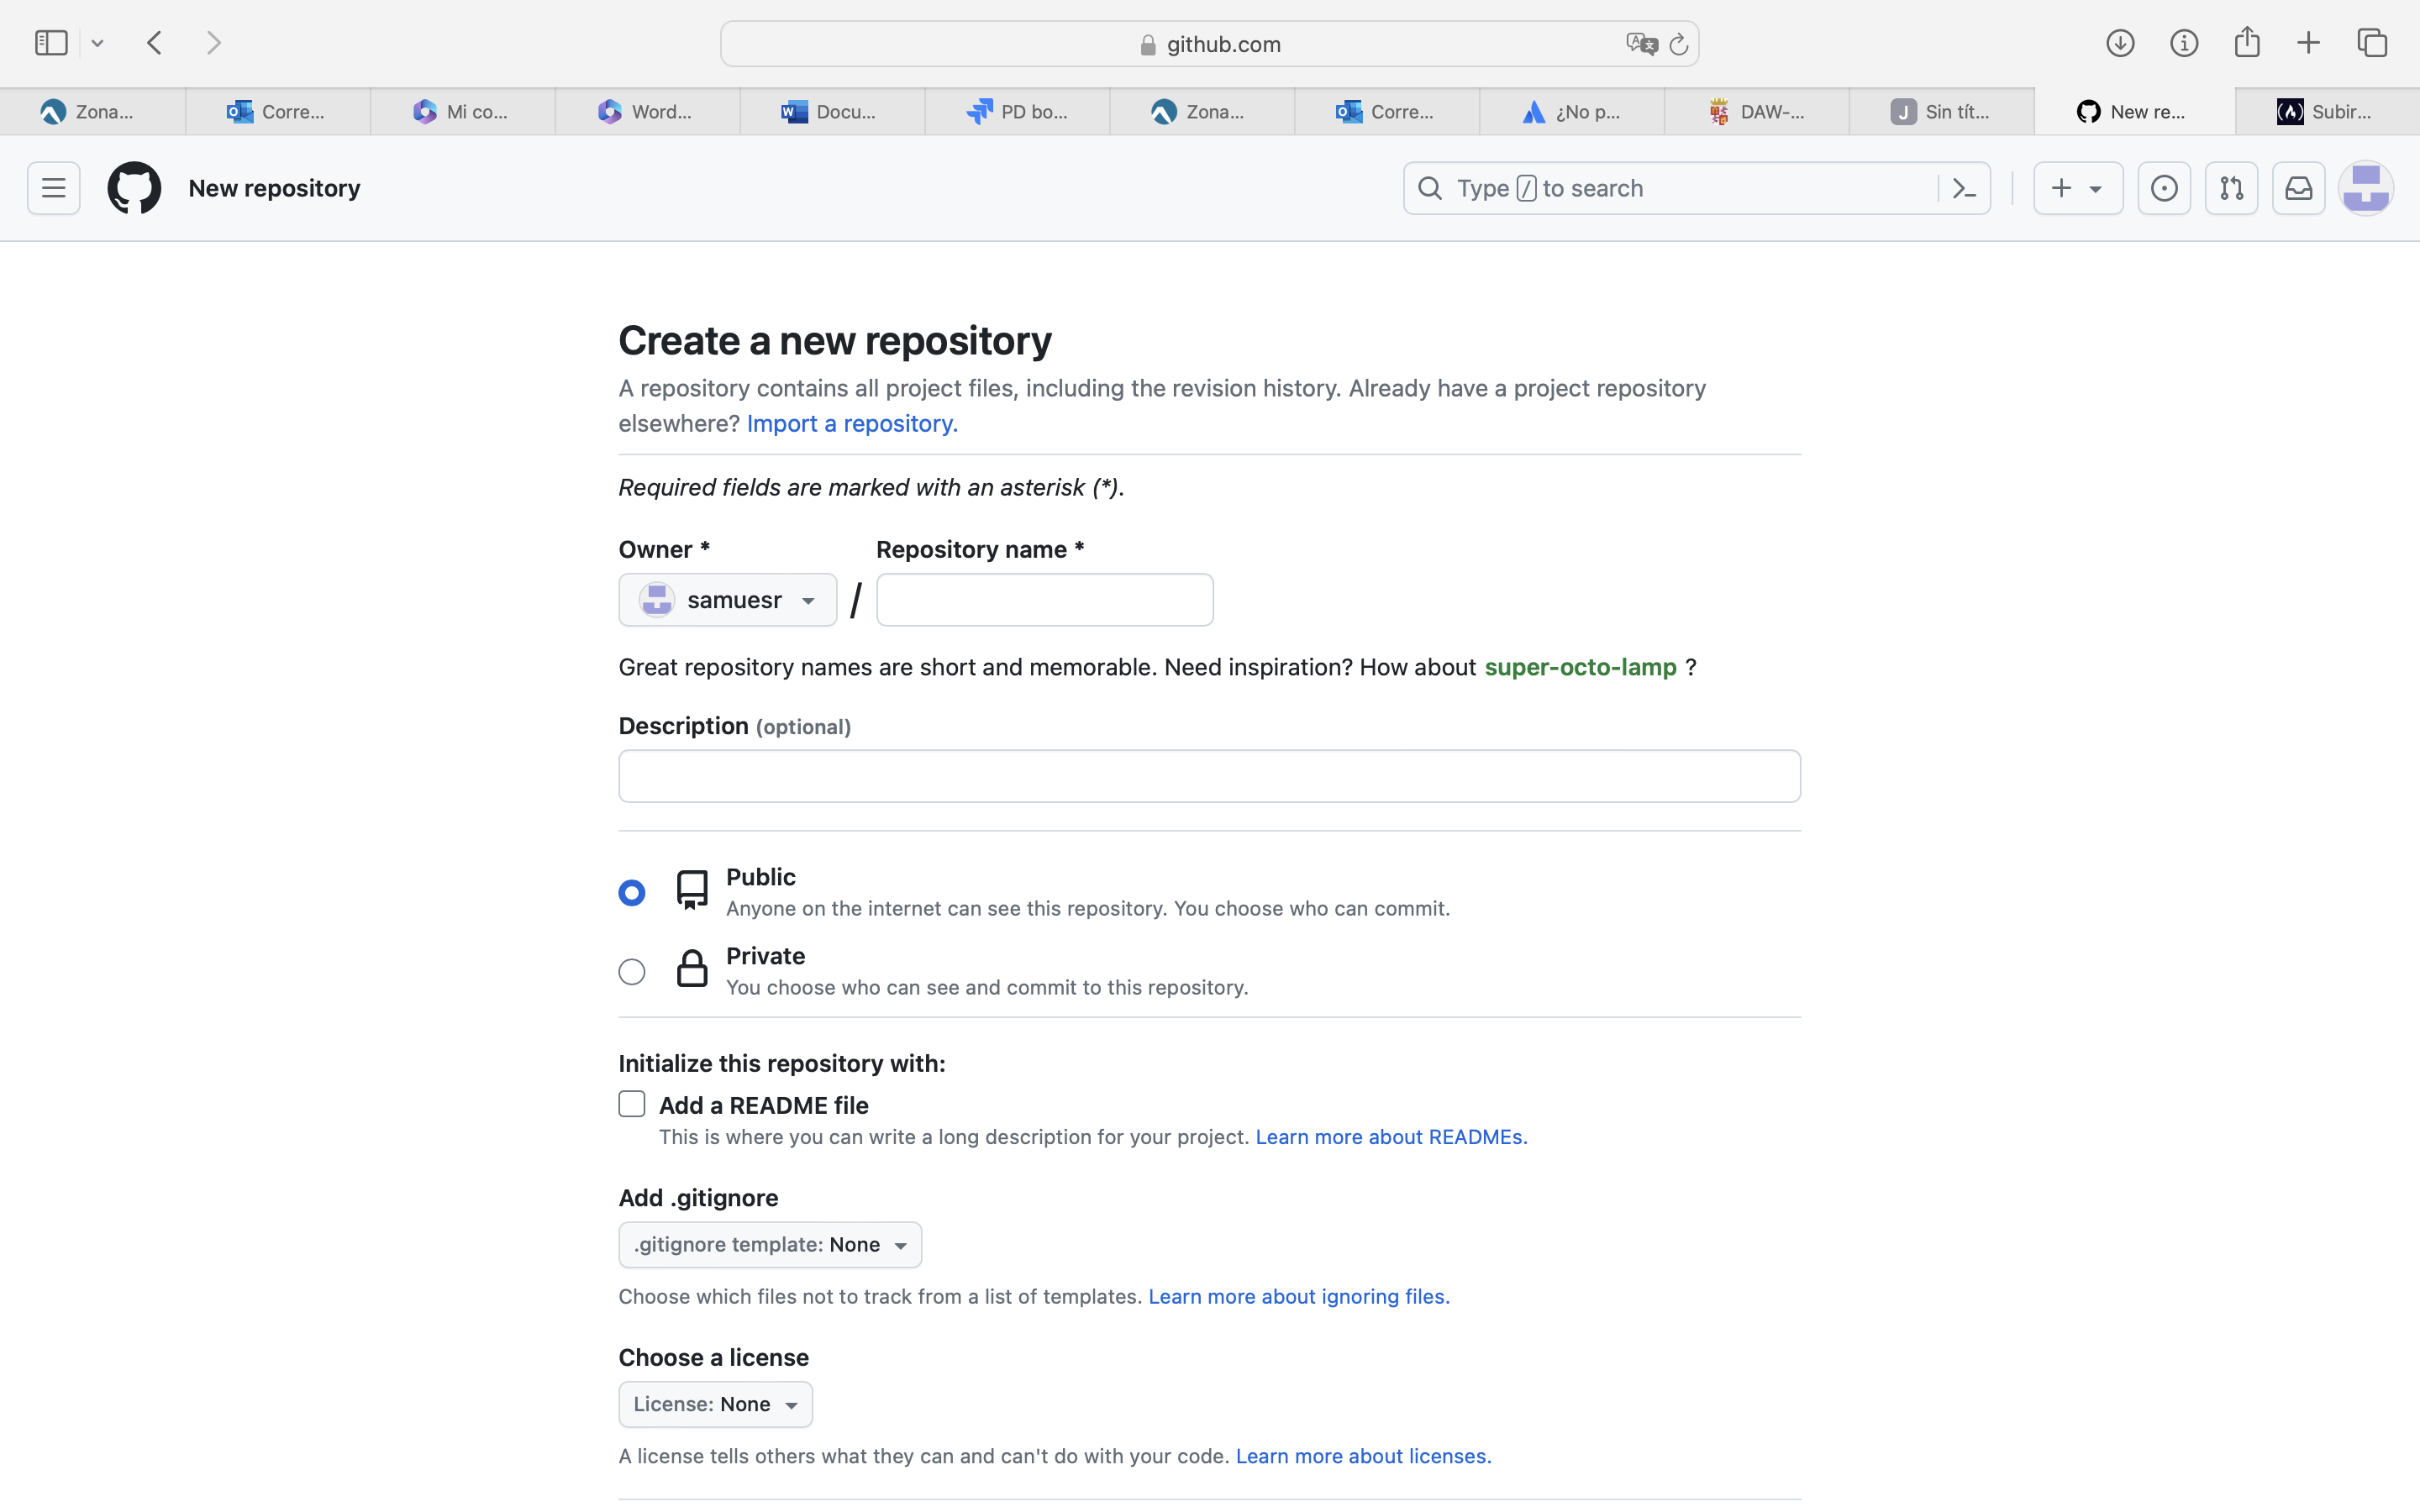 github.com
Zona...
Corre...
Mi co...
Word...
Docu...
PD bo...
Zona...
Corre...
¿No p...
DAW-...
J
Sin tít...
New re...
Subir...
New repository
Type / to search
Create a new repository
A repository contains all project files, including the revision history. Already have a project repository
elsewhere? Import a repository.
Required fields are marked with an asterisk (*).
Owner * Repository name *
samuesr /
Great repository names are short and memorable. Need inspiration? How about super-octo-lamp ?
Description (optional)
Public
Anyone on the internet can see this repository. You choose who can commit.
Private
You choose who can see and commit to this repository.
Initialize this repository with:
Add a README file
This is where you can write a long description for your project. Learn more about READMEs.
Add .gitignore
.gitignore template: None
Choose which files not to track from a list of templates. Learn more about ignoring files.
Choose a license
License: None
A license tells others what they can and can't do with your code. Learn more about licenses.